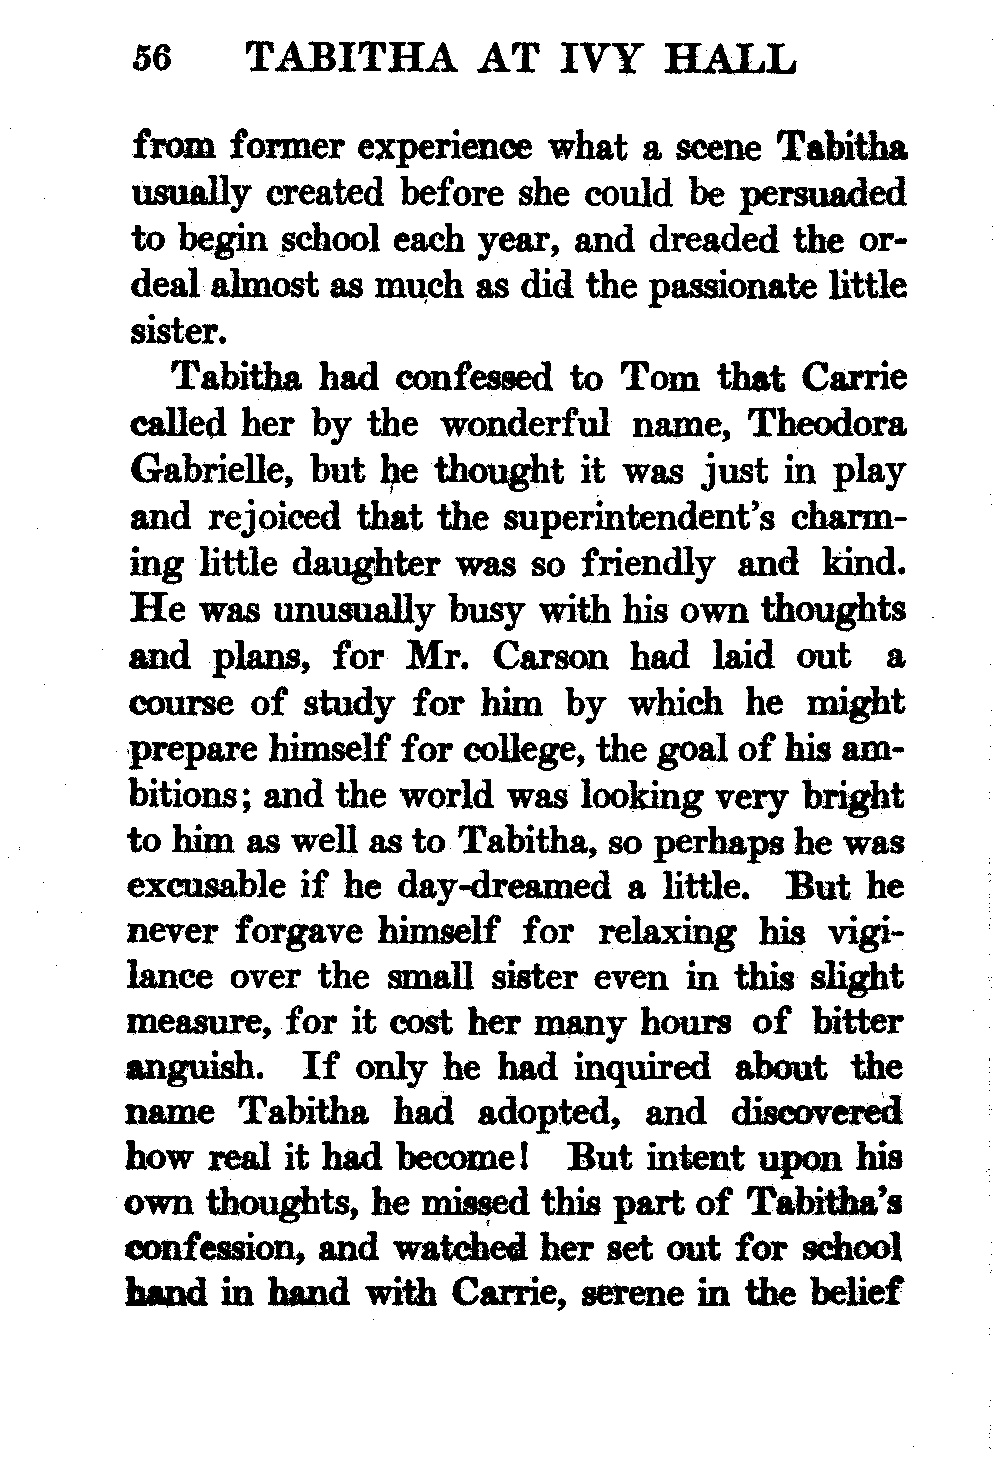 56 TABITHA AT IVY HALL
from former experience what a scene Tabitha
usually created before she could be persuaded
to begin school each year, and dreaded the or-
deal almost as much as did the passionate little
sister.
Tabitha had confessed to Tom that Carrie
called her by the wonderful name, Theodora
Gabrielle, but he thought it was just in play
and rejoiced that the superintendent's charm-
ing little daughter was so friendly and kind.
He was unusually busy with his own thoughts
and plans, for Mr. Carson had laid out a
course of study for him by which he might
prepare himself for college, the goal of his am-
bitions; and the world was looking very bright
to him as well as to Tabitha, so perhaps he was
excusable if he day-dreamed a little. But he
never forgave himself for relaxing his vigi-
lance over the small sister even in this slight
measure, for it cost her many hours of bitter
anguish. If only he had inquired about the
name Tabitha had adopted, and discovered
how real it had become! But intent upon his
own thoughts, he missed this part of Tabitha's
confession, and watched her set out for school
hand in hand with Carrie, serene in the belief